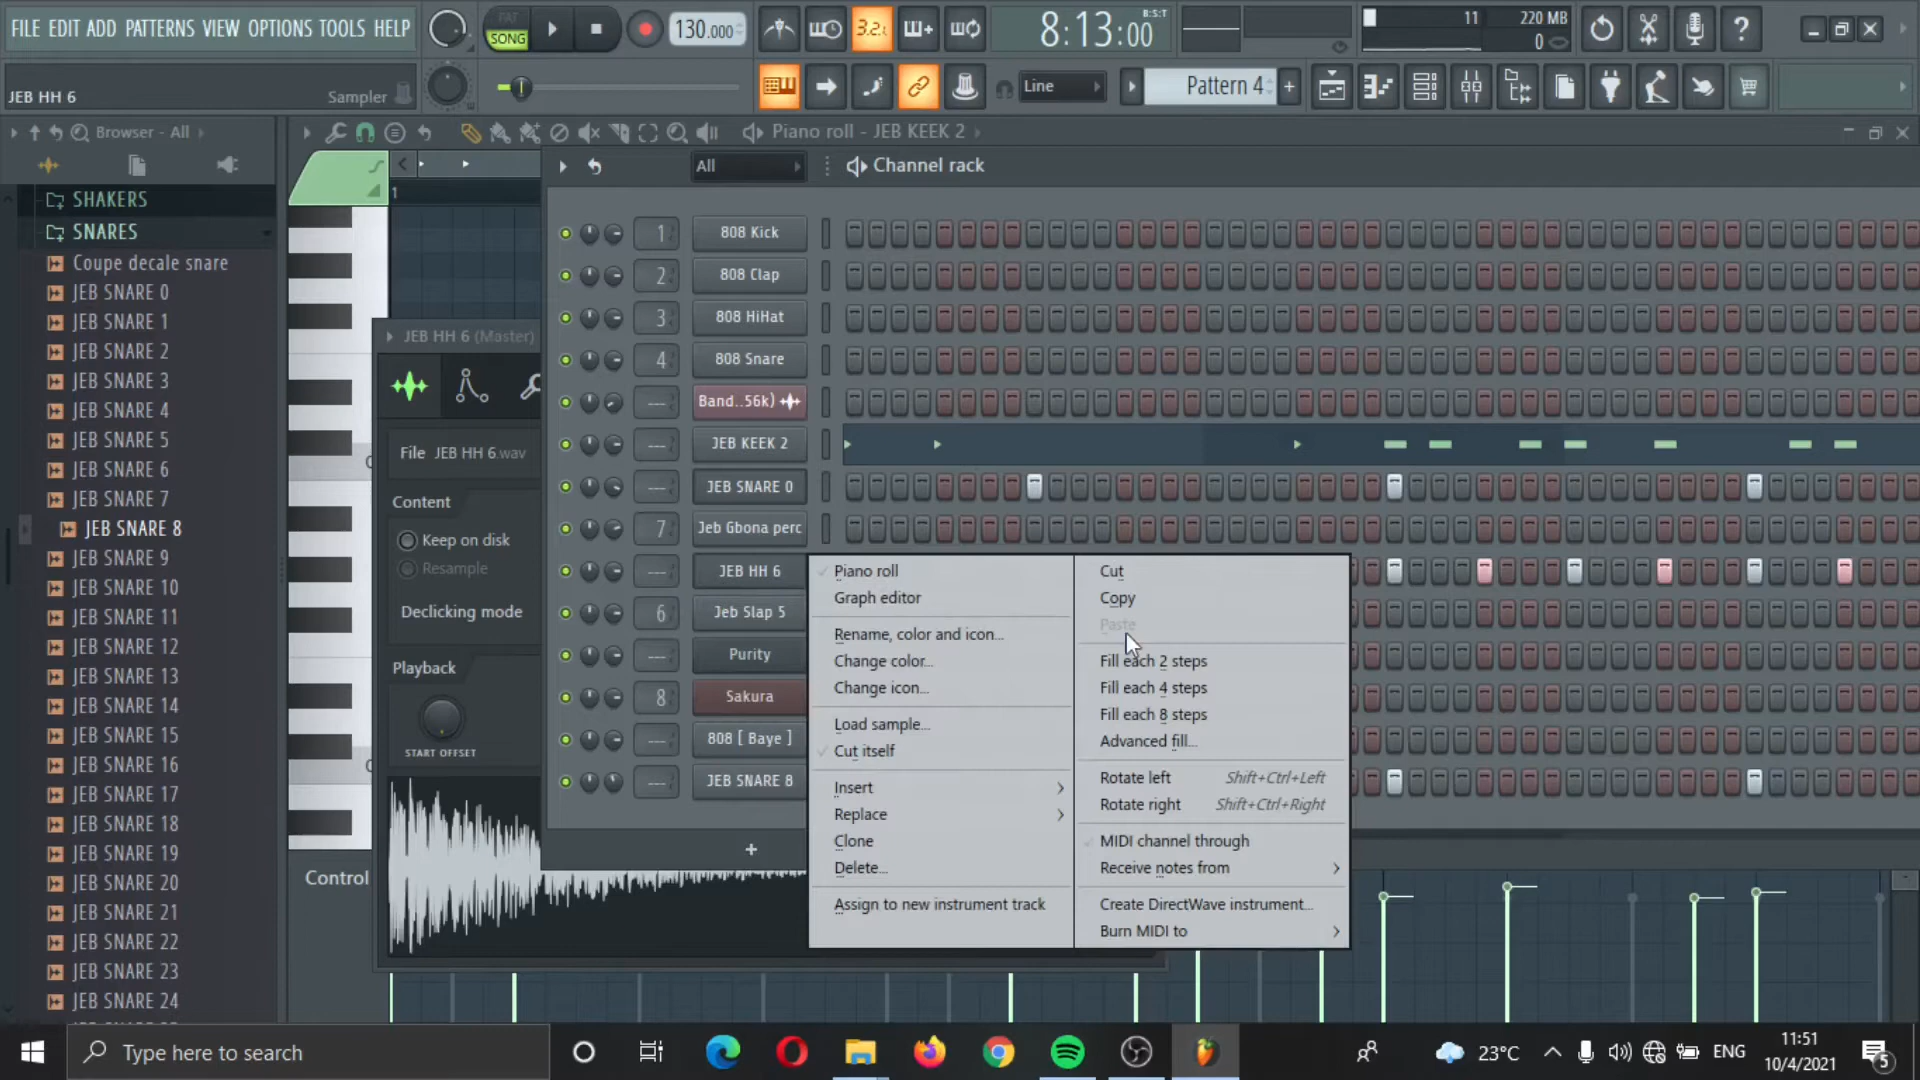 FILE EDIT ADD PATTERNS VIEW OPTIONS TOOLS HELP
PAT
SONG
130.000
3.2.
8:13:00
B:S:T
11
220 MB
0
JEB HH 6
Sampler
Line
Pattern 4
Browser - All
Piano roll - JEB KEEK 2
All
Channel rack
1
SHAKERS
SNARES
Coupe decale snare
JEB SNARE 0
JEB SNARE 1
JEB SNARE 2
JEB SNARE 3
JEB SNARE 4
JEB SNARE 5
JEB SNARE 6
JEB SNARE 7
JEB SNARE 8
JEB SNARE 9
JEB SNARE 10
JEB SNARE 11
JEB SNARE 12
JEB SNARE 13
JEB SNARE 14
JEB SNARE 15
JEB SNARE 16
JEB SNARE 17
JEB SNARE 18
JEB SNARE 19
JEB SNARE 20
JEB SNARE 21
JEB SNARE 22
JEB SNARE 23
JEB SNARE 24
JEB HH 6 (Master)
File JEB HH 6.wav
Content
Keep on disk
Resample
Declicking mode
Playback
START OFFSET
Control
1 808 Kick
2 808 Clap
3 808 HiHat
4 808 Snare
--- Band..56k)
--- JEB KEEK 2
--- JEB SNARE 0
7 Jeb Gbona perc
--- JEB HH 6
6 Jeb Slap 5
--- Purity
8 Sakura
--- 808 [ Baye ]
--- JEB SNARE 8
+
Piano roll
Graph editor
Rename, color and icon...
Change color...
Change icon...
Load sample...
Cut itself
Insert
Replace
Clone
Delete...
Assign to new instrument track
Cut
Copy
Paste
Fill each 2 steps
Fill each 4 steps
Fill each 8 steps
Advanced fill...
Rotate left Shift+Ctrl+Left
Rotate right Shift+Ctrl+Right
MIDI channel through
Receive notes from
Create DirectWave instrument...
Burn MIDI to
Type here to search
23°C
ENG
11:51
10/4/2021
5